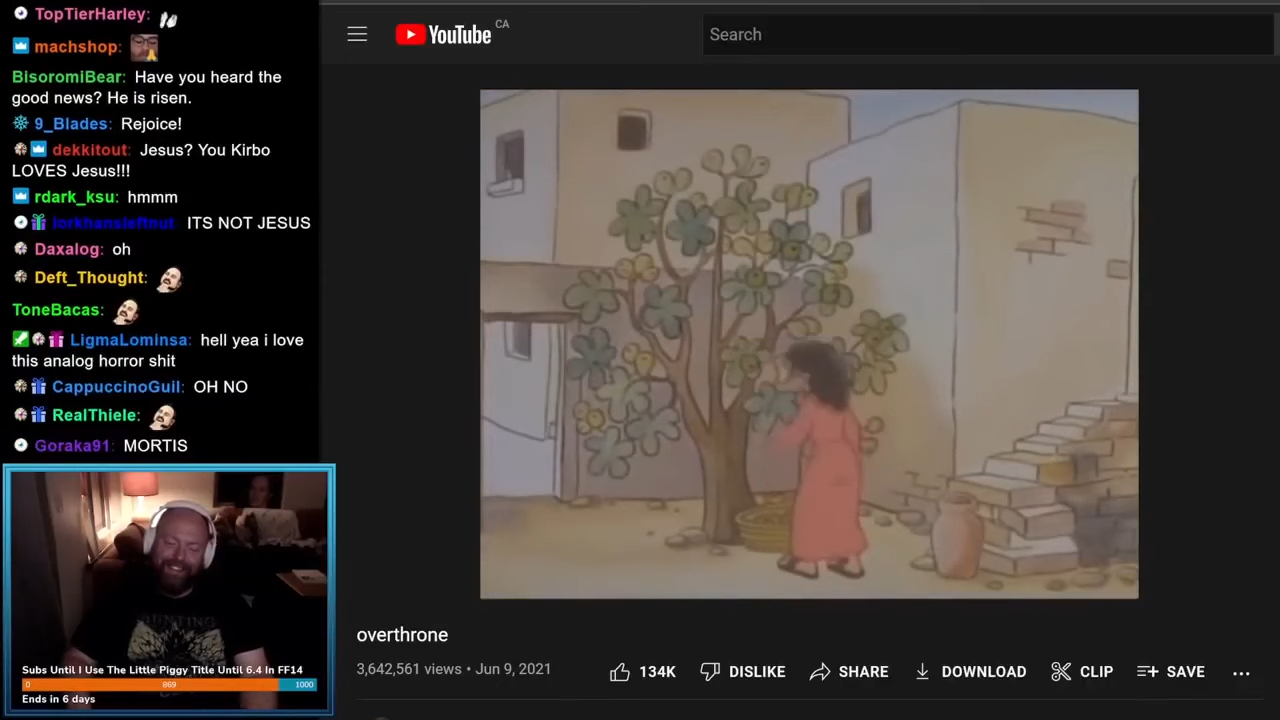 TopTierHarley:
machshop:
BisoromiBear: Have you heard the
good news? He is risen.
9_Blades: Rejoice!
dekkitout: Jesus? You Kirbo
LOVES Jesus!!!
rdark_ksu: hmmm
lorkhansleftnut ITS NOT JESUS
Daxalog: oh
Deft_Thought:
ToneBacas:
LigmaLominsa: hell yea i love
this analog horror shit
CappuccinoGuil: OH NO
RealThiele:
Goraka91: MORTIS
Subs Until I Use The Little Piggy Title Until 6.4 In FF14
0 869 1000
Ends in 6 days
YouTube CA
Search
overthrone
3,642,561 views • Jun 9, 2021
134K DISLIKE SHARE DOWNLOAD CLIP SAVE